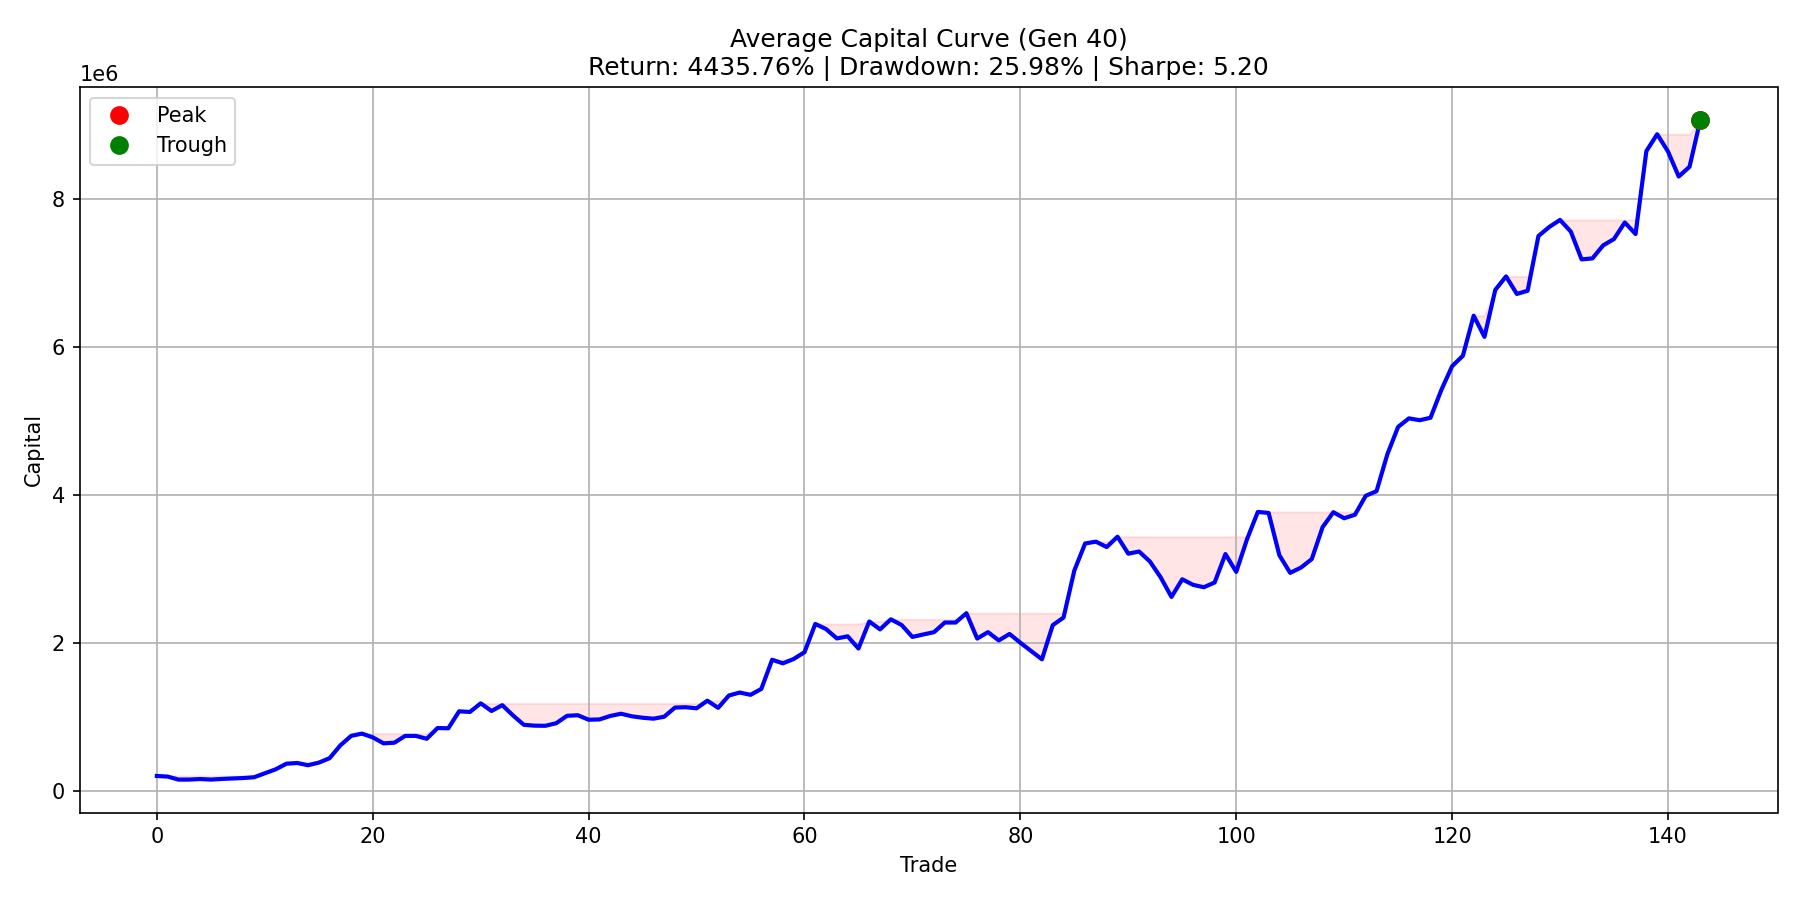 Average Capital Curve (Gen 40)
Return: 4435.76% | Drawdown: 25.98% | Sharpe: 5.20
1e6
Peak
Trough
8
6
4
2
0
Capital
0 20 40 60 80 100 120 140
Trade